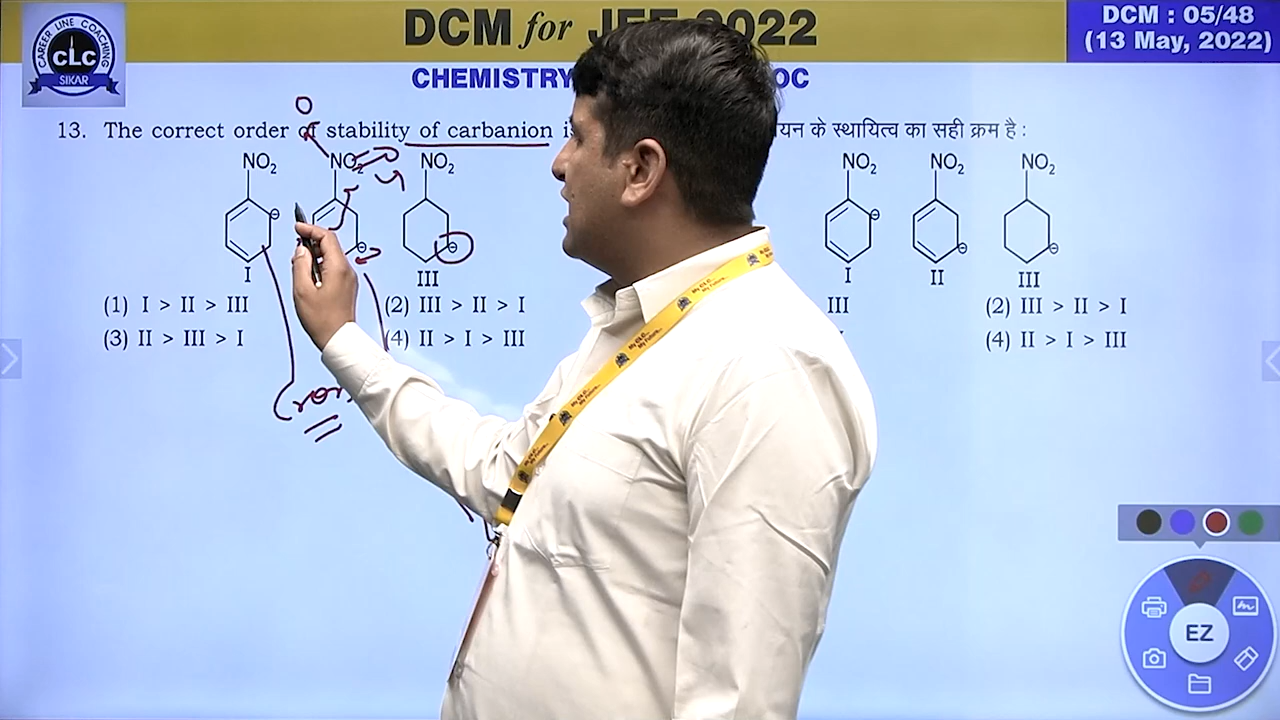 CAREER LINE COACHING
CLC
SIKAR
DCM for JEE 2022
DCM : 05/48
(13 May, 2022)
CHEMISTRY OC
13. The correct order of stability of carbanion के स्थायित्व का सही क्रम है :
O
NO2 NO2 NO2 NO2 NO2 NO2
⊖ ⊖ ⊖ ⊖ ⊖ ⊖
I III I II III
(1) I > II > III (2) III > II > I III (2) III > II > I
(3) II > III > I (4) II > I > III (4) II > I > III
EZ